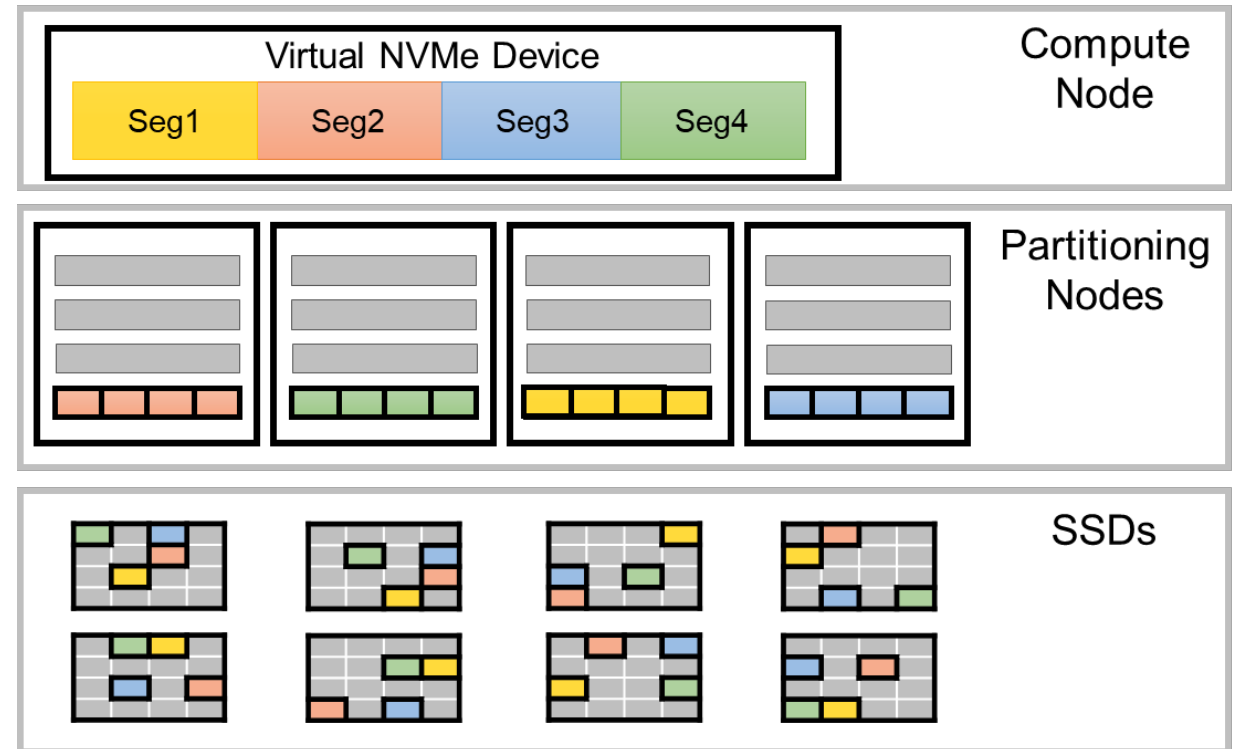 Virtual NVMe Device
Seg1 Seg2 Seg3 Seg4
Compute
Node
Partitioning
Nodes
SSDs